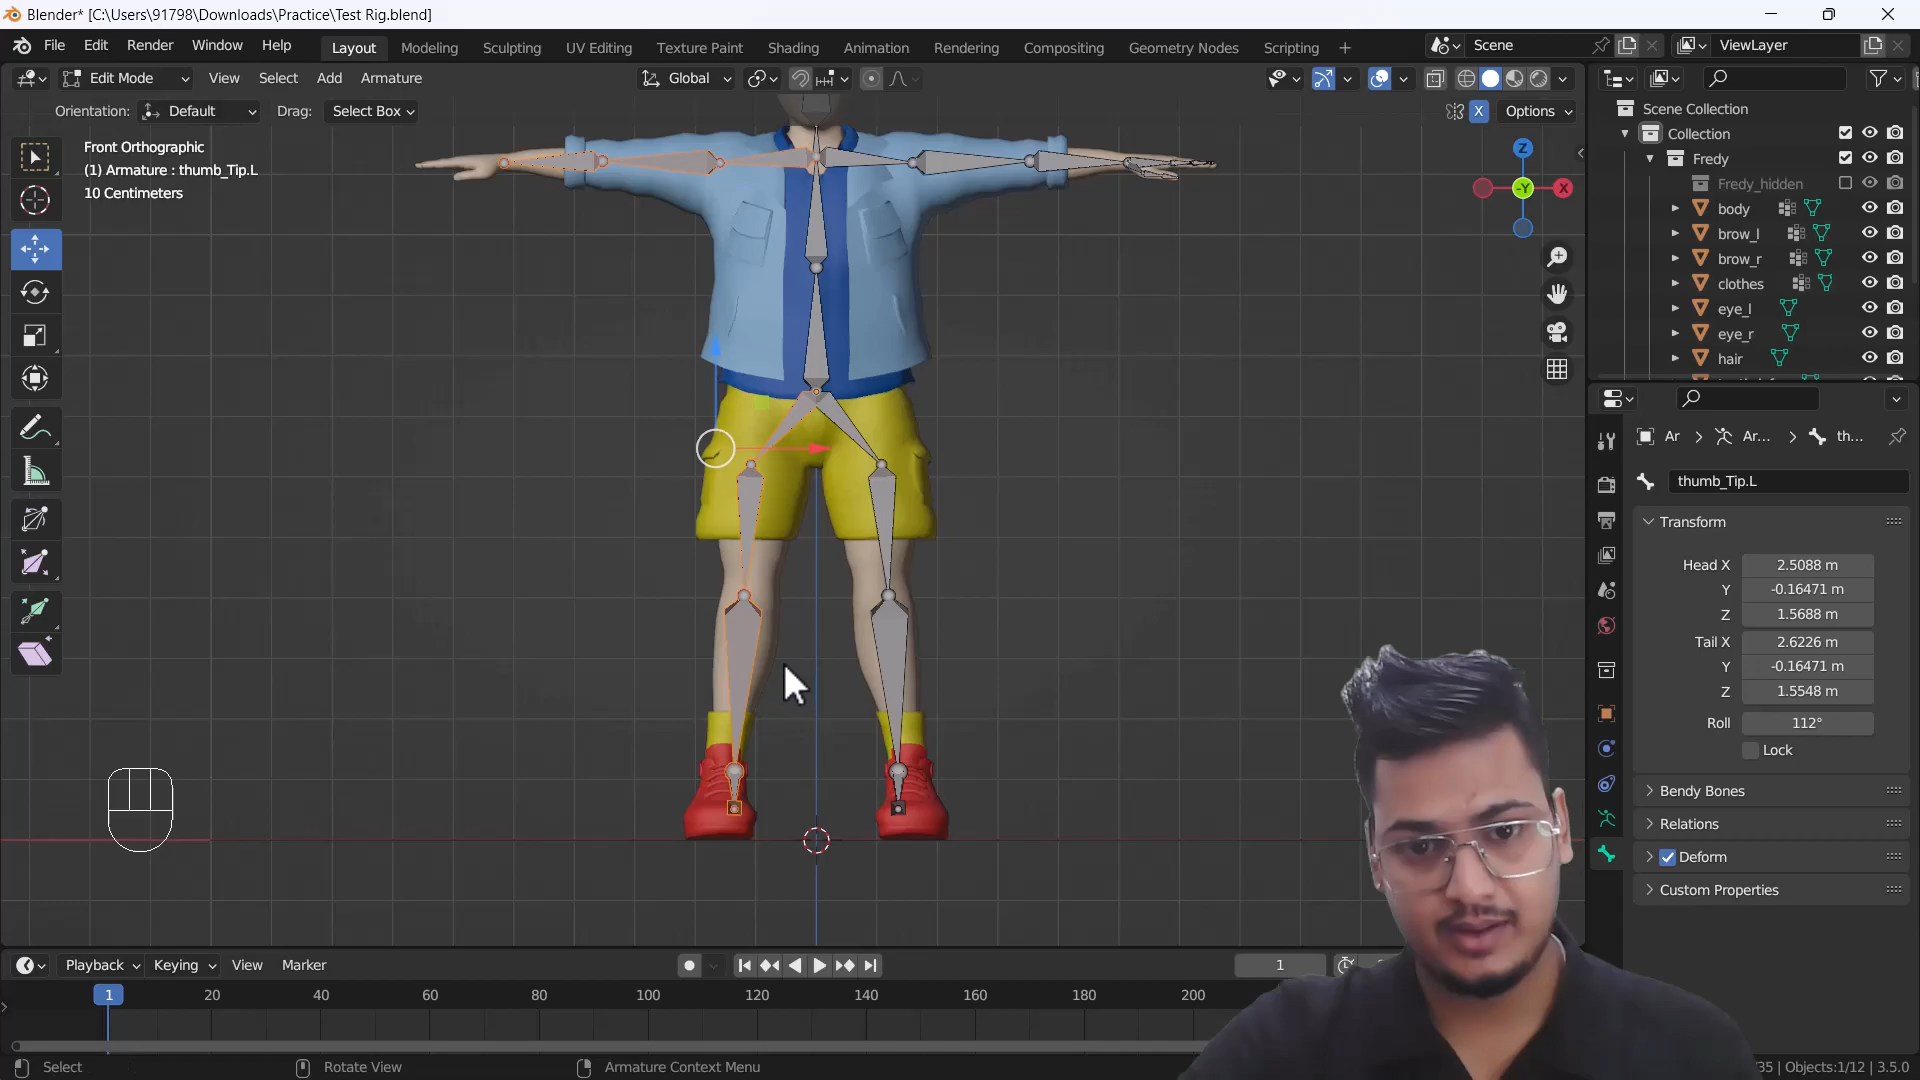 Blender* [C:\Users\91798\Downloads\Practice\Test Rig.blend]
File Edit Render Window Help
Layout Modeling Sculpting UV Editing Texture Paint Shading Animation Rendering Compositing Geometry Nodes Scripting
Scene
ViewLayer
Edit Mode View Select Add Armature
Global
Orientation: Default Drag: Select Box
X Options
Front Orthographic
(1) Armature : thumb_Tip.L
10 Centimeters
Z
-Y
X
Scene Collection
Collection
Fredy
Fredy_hidden
body
brow_l
brow_r
clothes
eye_l
eye_r
hair
Ar > Ar... > th...
thumb_Tip.L
Transform
Head X 2.5088 m
Y -0.16471 m
Z 1.5688 m
Tail X 2.6226 m
Y -0.16471 m
Z 1.5548 m
Roll 112°
Lock
Bendy Bones
Relations
Deform
Custom Properties
Playback Keying View Marker
1
1 20 40 60 80 100 120 140 160 180 200
Select Rotate View Armature Context Menu
35 | Objects:1/12 | 3.5.0